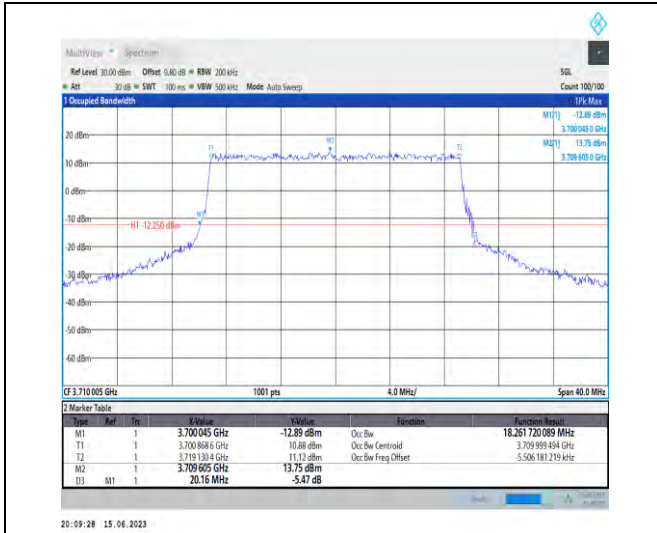 MultiView Spectrum
Ref Level 30.00 dBm Offset 9.80 dB RBW 200 kHz SGL
Att 30 dB SWT 100 ms VBW 500 kHz Mode Auto Sweep Count 100/100
1 Occupied Bandwidth 1Pk Max
M1[1] -12.89 dBm
3.700 045 0 GHz
20 dBm
M2[1] 13.75 dBm
3.709 605 0 GHz
T1 M2 T2
10 dBm
0 dBm
-10 dBm
M1
H1 -12.250 dBm
-20 dBm
-30 dBm
-40 dBm
-50 dBm
-60 dBm
CF 3.710 005 GHz 1001 pts 4.0 MHz/ Span 40.0 MHz
2 Marker Table
Type Ref Trc X-Value Y-Value Function Function Result
M1 1 3.700 045 GHz -12.89 dBm Occ Bw 18.261 720 089 MHz
T1 1 3.700 868 6 GHz 10.88 dBm Occ Bw Centroid 3.709 999 494 GHz
T2 1 3.719 130 4 GHz 11.12 dBm Occ Bw Freq Offset -5.506 181 219 kHz
M2 1 3.709 605 GHz 13.75 dBm
D3 M1 1 20.16 MHz -5.47 dB
20:09:28 15.06.2023